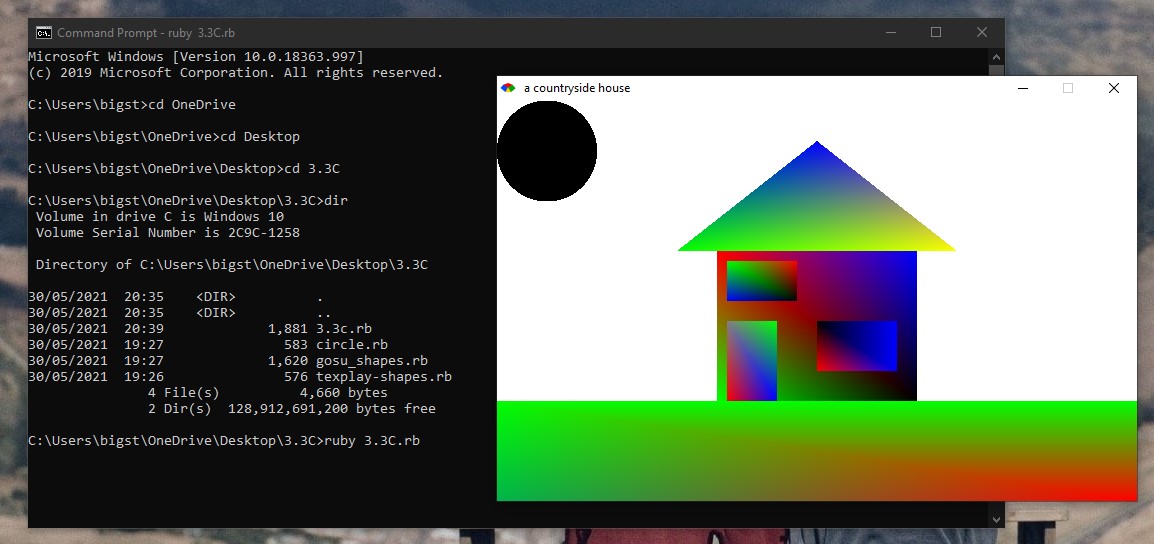 Command Prompt - ruby  3.3C.rb
Microsoft Windows [Version 10.0.18363.997]
(c) 2019 Microsoft Corporation. All rights reserved.
C:\Users\bigst>cd OneDrive
C:\Users\bigst\OneDrive>cd Desktop
C:\Users\bigst\OneDrive\Desktop>cd 3.3C
C:\Users\bigst\OneDrive\Desktop\3.3C>dir
 Volume in drive C is Windows 10
 Volume Serial Number is 2C9C-1258
 Directory of C:\Users\bigst\OneDrive\Desktop\3.3C
30/05/2021  20:35    <DIR>          .
30/05/2021  20:35    <DIR>          ..
30/05/2021  20:39             1,881 3.3c.rb
30/05/2021  19:27               583 circle.rb
30/05/2021  19:27             1,620 gosu_shapes.rb
30/05/2021  19:26               576 texplay-shapes.rb
               4 File(s)          4,660 bytes
               2 Dir(s)  128,912,691,200 bytes free
C:\Users\bigst\OneDrive\Desktop\3.3C>ruby 3.3C.rb
a countryside house